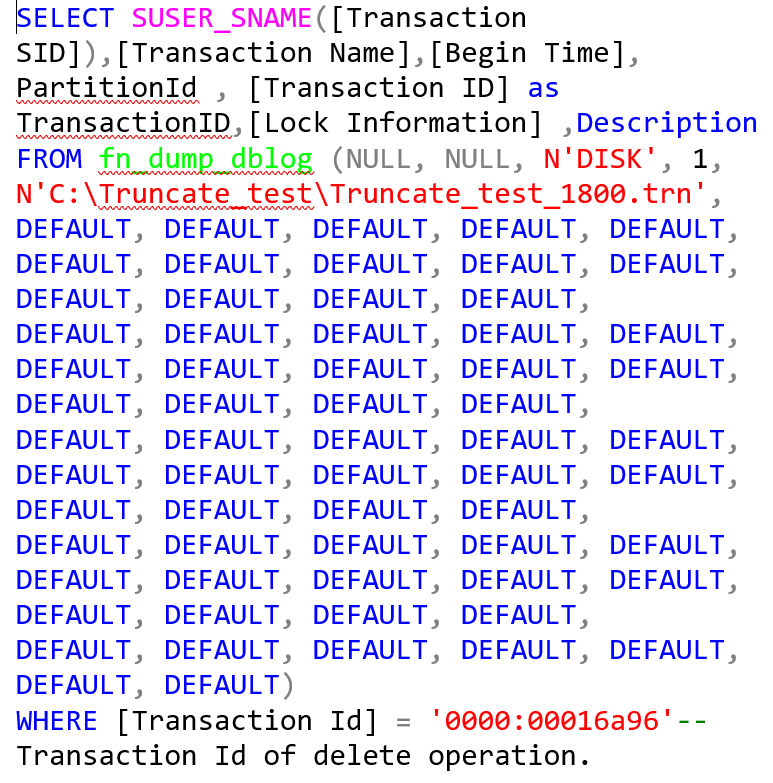 SELECT SUSER_SNAME([Transaction
SID]),[Transaction Name],[Begin Time],
PartitionId , [Transaction ID] as
TransactionID,[Lock Information] ,Description
FROM fn_dump_dblog (NULL, NULL, N'DISK', 1,
N'C:\Truncate_test\Truncate_test_1800.trn',
DEFAULT, DEFAULT, DEFAULT, DEFAULT, DEFAULT,
DEFAULT, DEFAULT, DEFAULT, DEFAULT, DEFAULT,
DEFAULT, DEFAULT, DEFAULT, DEFAULT,
DEFAULT, DEFAULT, DEFAULT, DEFAULT, DEFAULT,
DEFAULT, DEFAULT, DEFAULT, DEFAULT, DEFAULT,
DEFAULT, DEFAULT, DEFAULT, DEFAULT,
DEFAULT, DEFAULT, DEFAULT, DEFAULT, DEFAULT,
DEFAULT, DEFAULT, DEFAULT, DEFAULT, DEFAULT,
DEFAULT, DEFAULT, DEFAULT, DEFAULT,
DEFAULT, DEFAULT, DEFAULT, DEFAULT, DEFAULT,
DEFAULT, DEFAULT, DEFAULT, DEFAULT, DEFAULT,
DEFAULT, DEFAULT, DEFAULT, DEFAULT,
DEFAULT, DEFAULT, DEFAULT, DEFAULT, DEFAULT,
DEFAULT, DEFAULT)
WHERE [Transaction Id] = '0000:00016a96'--
Transaction Id of delete operation.